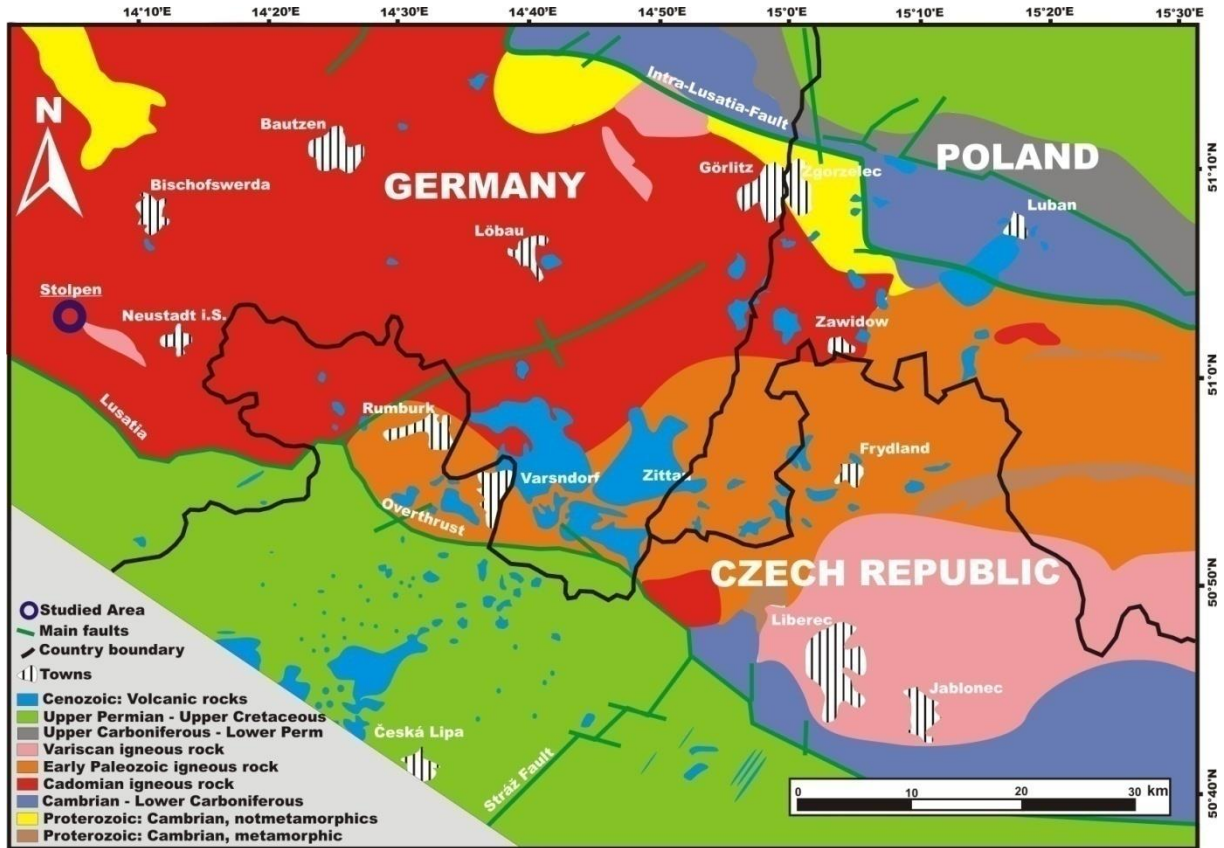 14°10'E 14°20'E 14°30'E 14°40'E 14°50'E 15°0'E 15°10'E 15°20'E 15°30'E
N
Bautzen
Bischofswerda
GERMANY
Löbau
Stolpen
Neustadt i.S.
Lusatia
Intra-Lusatia-Fault
POLAND
Görlitz
Zgorzelec
Luban
Zawidow
Rumburk
Varsndorf
Zittau
Frydland
Overthrust
CZECH REPUBLIC
Liberec
Jablonec
Česká Lipa
Stráž Fault
51°10'N
51°0'N
50°50'N
50°40'N
Studied Area
Main faults
Country boundary
Towns
Cenozoic: Volcanic rocks
Upper Permian - Upper Cretaceous
Upper Carboniferous - Lower Perm
Variscan igneous rock
Early Paleozoic igneous rock
Cadomian igneous rock
Cambrian - Lower Carboniferous
Proterozoic: Cambrian, notmetamorphics
Proterozoic: Cambrian, metamorphic
0 10 20 30 km